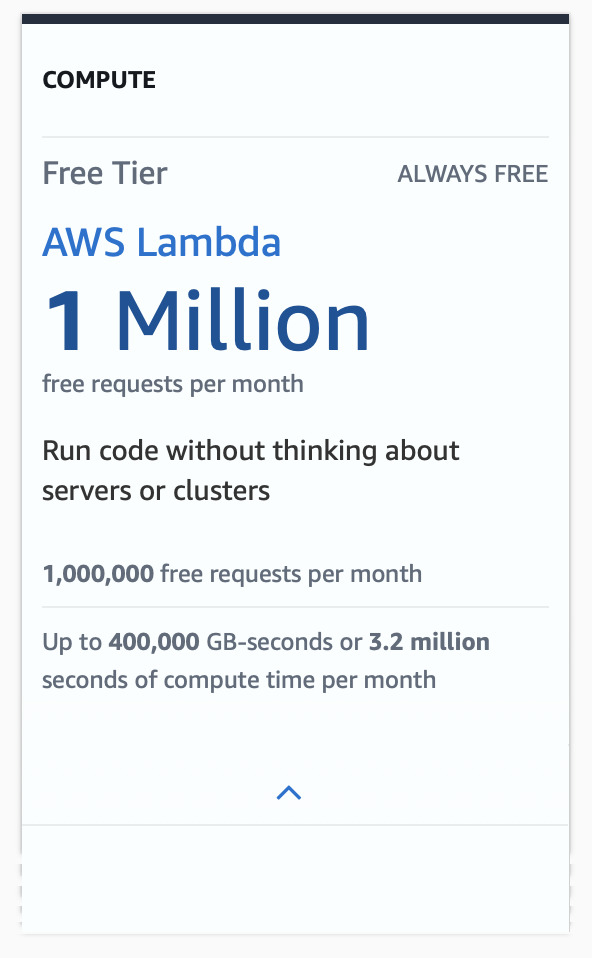 COMPUTE
Free Tier
ALWAYS FREE
AWS Lambda
1 Million
free requests per month
Run code without thinking about
servers or clusters
1,000,000 free requests per month
Up to 400,000 GB-seconds or 3.2 million
seconds of compute time per month